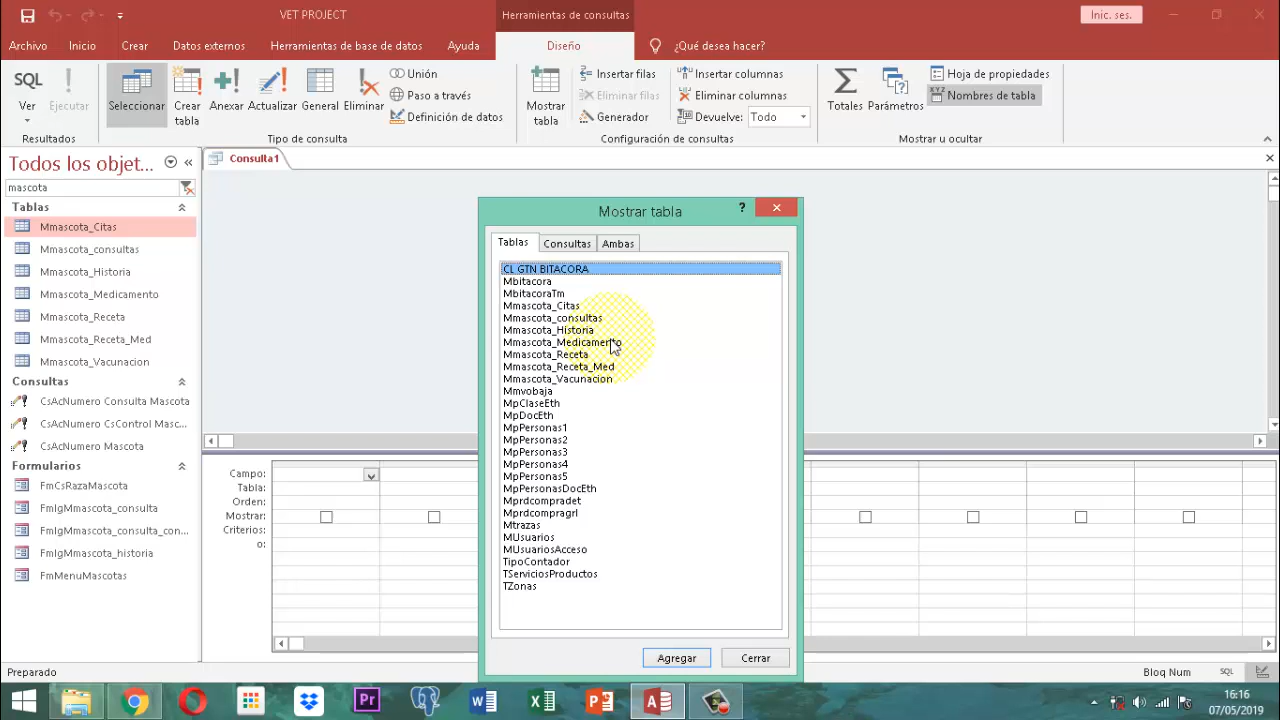 VET PROJECT
Herramientas de consultas
Inic. ses.
Archivo
Inicio
Crear
Datos externos
Herramientas de base de datos
Ayuda
Diseño
¿Qué desea hacer?
SQL
Ver
Ejecutar
Resultados
Seleccionar
Crear tabla
Anexar
Actualizar
General
Eliminar
Unión
Paso a través
Definición de datos
Tipo de consulta
Mostrar tabla
Insertar filas
Eliminar filas
Generador
Insertar columnas
Eliminar columnas
Devuelve: Todo
Configuración de consultas
Totales
Parámetros
Hoja de propiedades
XYZ Nombres de tabla
Mostrar u ocultar
Todos los objet...
mascota
Tablas
Mmascota_Citas
Mmascota_consultas
Mmascota_Historia
Mmascota_Medicamento
Mmascota_Receta
Mmascota_Receta_Med
Mmascota_Vacunacion
Consultas
CsAcNumero Consulta Mascota
CsAcNumero CsControl Masc...
CsAcNumero Mascota
Formularios
FmCsRazaMascota
FmIgMmascota_consulta
FmIgMmascota_consulta_con...
FmIgMmascota_historia
FmMenuMascotas
Consulta1
Campo:
Tabla:
Orden:
Mostrar:
Criterios:
o:
Mostrar tabla
?
Tablas
Consultas
Ambas
CL GTN BITACORA
Mbitacora
MbitacoraTm
Mmascota_Citas
Mmascota_consultas
Mmascota_Historia
Mmascota_Medicamento
Mmascota_Receta
Mmascota_Receta_Med
Mmascota_Vacunacion
Mmvobaja
MpClaseEth
MpDocEth
MpPersonas1
MpPersonas2
MpPersonas3
MpPersonas4
MpPersonas5
MpPersonasDocEth
Mprdcompradet
Mprdcompragrl
Mtrazas
MUsuarios
MUsuariosAcceso
TipoContador
TServiciosProductos
TZonas
Agregar
Cerrar
Preparado
Bloq Num
SQL
Pr
16:16
07/05/2019